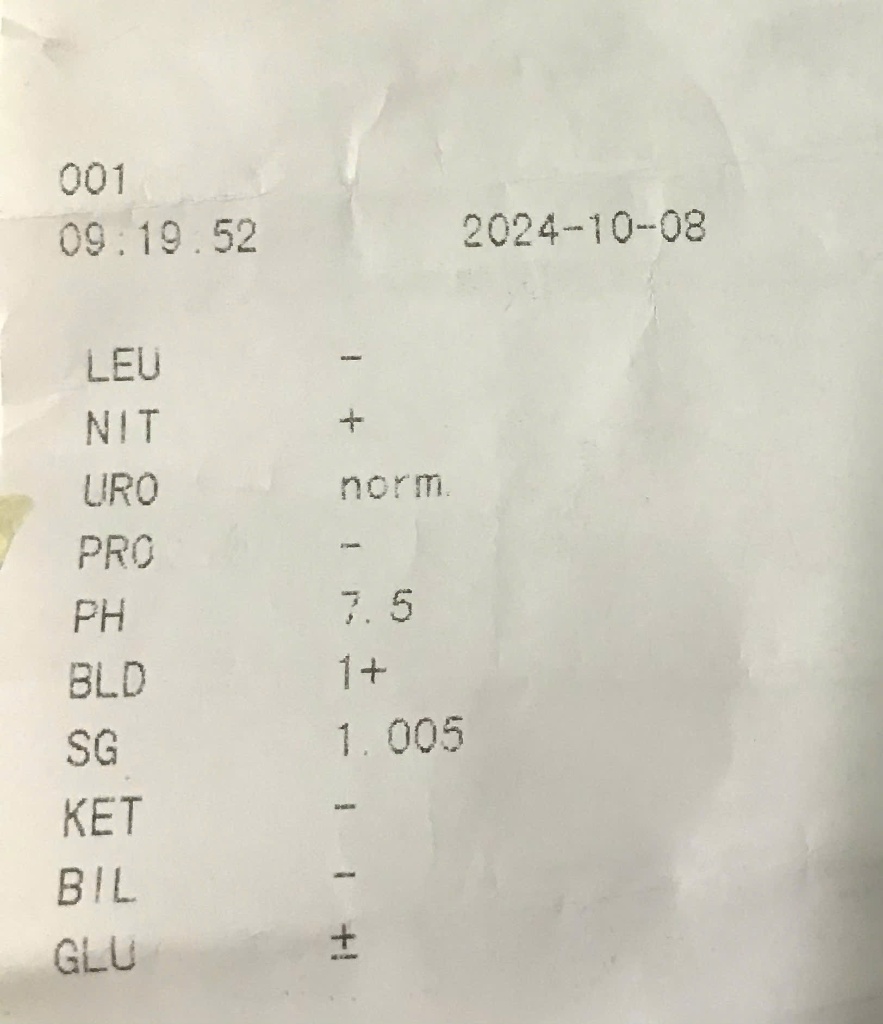 001
09:19.52 2024-10-08
LEU -
NIT +
URO norm.
PRO -
PH 7.5
BLD 1+
SG 1.005
KET -
BIL -
GLU ±